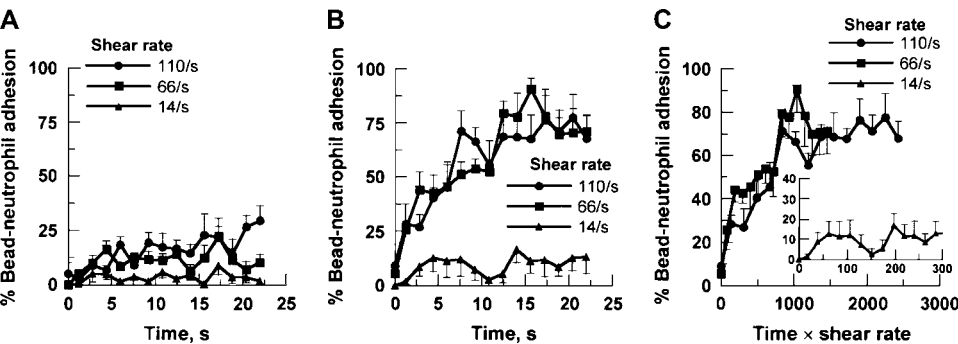 A
Shear rate
110/s
66/s
14/s
% Bead-neutrophil adhesion
100
75
50
25
0
0 5 10 15 20 25
Time, s
B
% Bead-neutrophil adhesion
100
75
50
25
0
Shear rate
110/s
66/s
14/s
0 5 10 15 20 25
Time, s
C
Shear rate
110/s
66/s
14/s
% Bead-neutrophil adhesion
100
80
60
40
20
0
40
30
20
10
0
0 100 200 300
0 1000 2000 3000
Time × shear rate